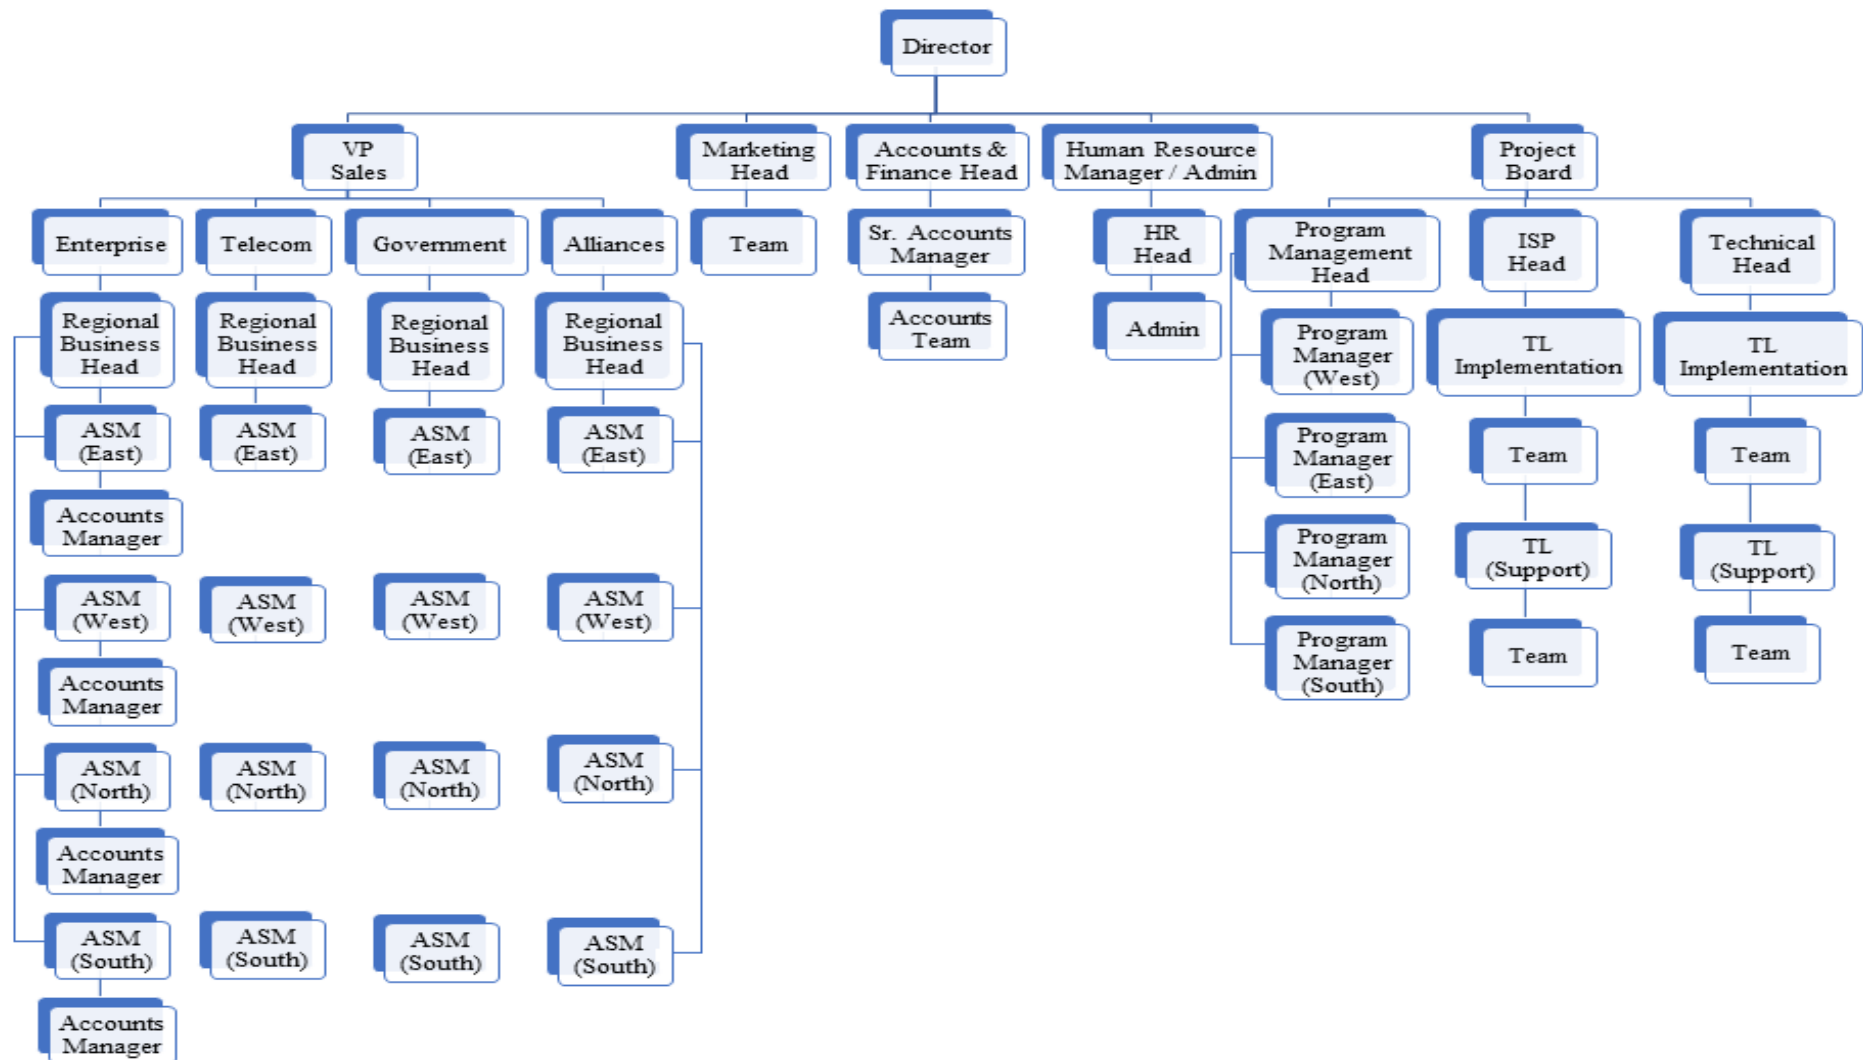 Director
VP
Sales
Marketing
Head
Accounts &
Finance Head
Human Resource
Manager / Admin
Project
Board
Enterprise
Telecom
Government
Alliances
Team
Sr. Accounts
Manager
HR
Head
Program
Management
Head
ISP
Head
Technical
Head
Regional
Business
Head
Regional
Business
Head
Regional
Business
Head
Regional
Business
Head
Accounts
Team
Admin
Program
Manager
(West)
TL
Implementation
TL
Implementation
ASM
(East)
ASM
(East)
ASM
(East)
ASM
(East)
Program
Manager
(East)
Team
Team
Accounts
Manager
Program
Manager
(North)
TL
(Support)
TL
(Support)
ASM
(West)
ASM
(West)
ASM
(West)
ASM
(West)
Program
Manager
(South)
Team
Team
Accounts
Manager
ASM
(North)
ASM
(North)
ASM
(North)
ASM
(North)
Accounts
Manager
ASM
(South)
ASM
(South)
ASM
(South)
ASM
(South)
Accounts
Manager